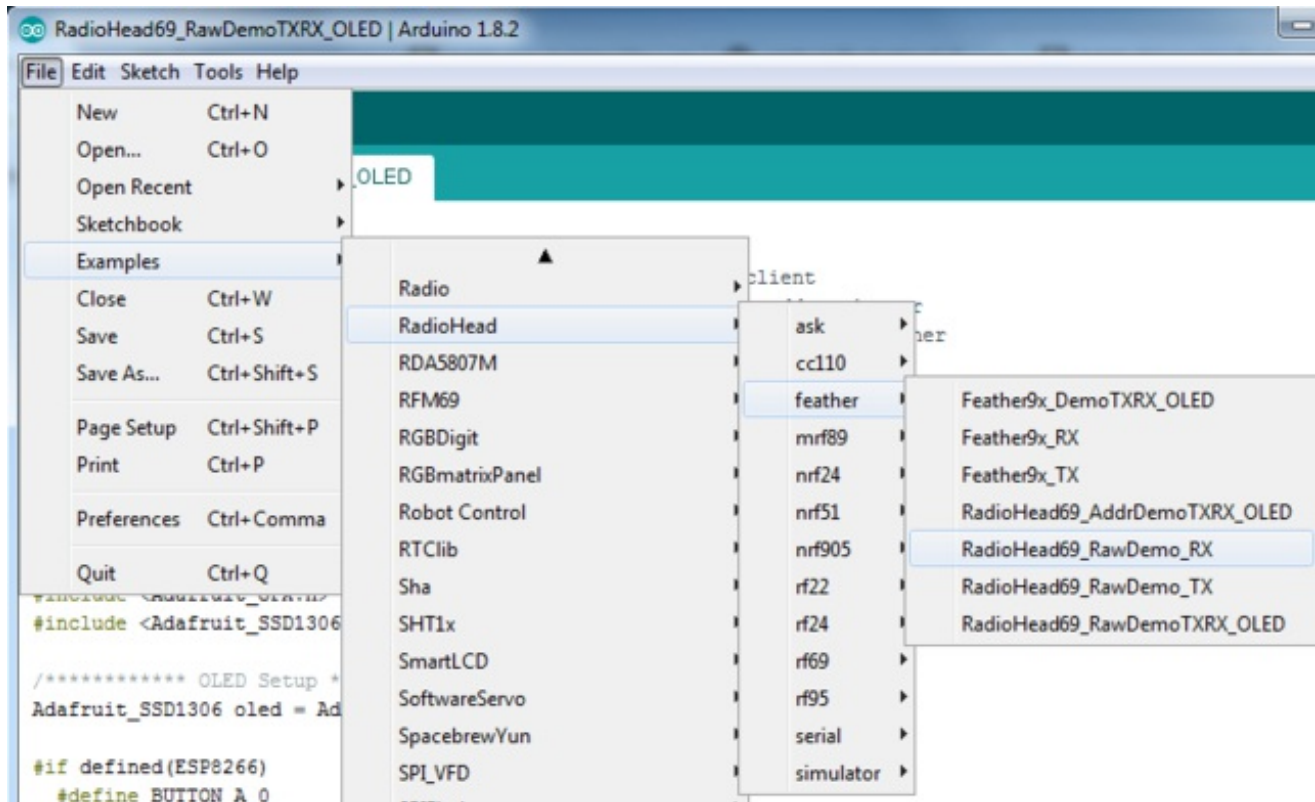 RadioHead69_RawDemoTXRX_OLED | Arduino 1.8.2
File Edit Sketch Tools Help
New Ctrl+N
Open... Ctrl+O
Open Recent
Sketchbook
Examples
Close Ctrl+W
Save Ctrl+S
Save As... Ctrl+Shift+S
Page Setup Ctrl+Shift+P
Print Ctrl+P
Preferences Ctrl+Comma
Quit Ctrl+Q
_OLED
client
Radio
RadioHead
RDA5807M
RFM69
RGBDigit
RGBmatrixPanel
Robot Control
RTClib
Sha
SHT1x
SmartLCD
SoftwareServo
SpacebrewYun
SPI_VFD
ask
cc110
feather
mrf89
nrf24
nrf51
nrf905
rf22
rf24
rf69
rf95
serial
simulator
Feather9x_DemoTXRX_OLED
Feather9x_RX
Feather9x_TX
RadioHead69_AddrDemoTXRX_OLED
RadioHead69_RawDemo_RX
RadioHead69_RawDemo_TX
RadioHead69_RawDemoTXRX_OLED
#include <Adafruit_GFX.h>
#include <Adafruit_SSD1306
/************ OLED Setup *
Adafruit_SSD1306 oled = Ad
#if defined(ESP8266)
#define BUTTON_A 0